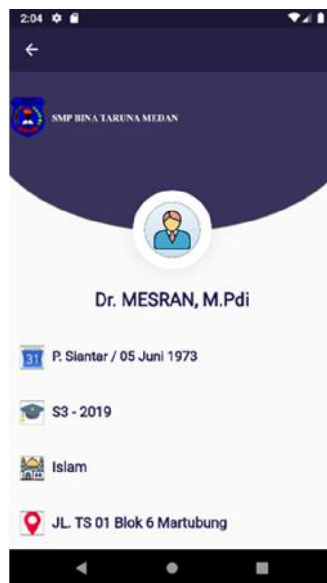 2:04
SMP BINA TARUNA MEDAN
Dr. MESRAN, M.Pdi
31
P. Siantar / 05 Juni 1973
S3 - 2019
Islam
JL. TS 01 Blok 6 Martubung